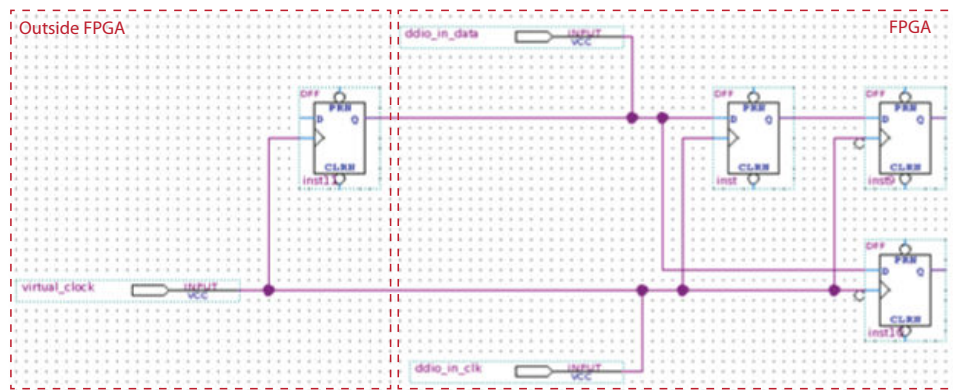 Outside FPGA
FPGA
ddio_in_data
INPUT
VCC
DFF
PRN
D Q
CLRN
inst11
DFF
PRN
D Q
CLRN
inst
DFF
PRN
D Q
CLRN
inst9
virtual_clock
INPUT
VCC
DFF
PRN
D Q
CLRN
inst10
ddio_in_clk
INPUT
VCC